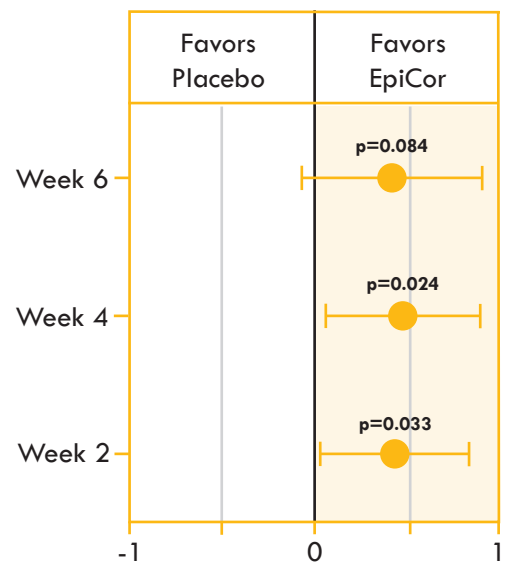 Favors
Placebo
Favors
EpiCor
p=0.084
Week 6
p=0.024
Week 4
p=0.033
Week 2
-1
0
1